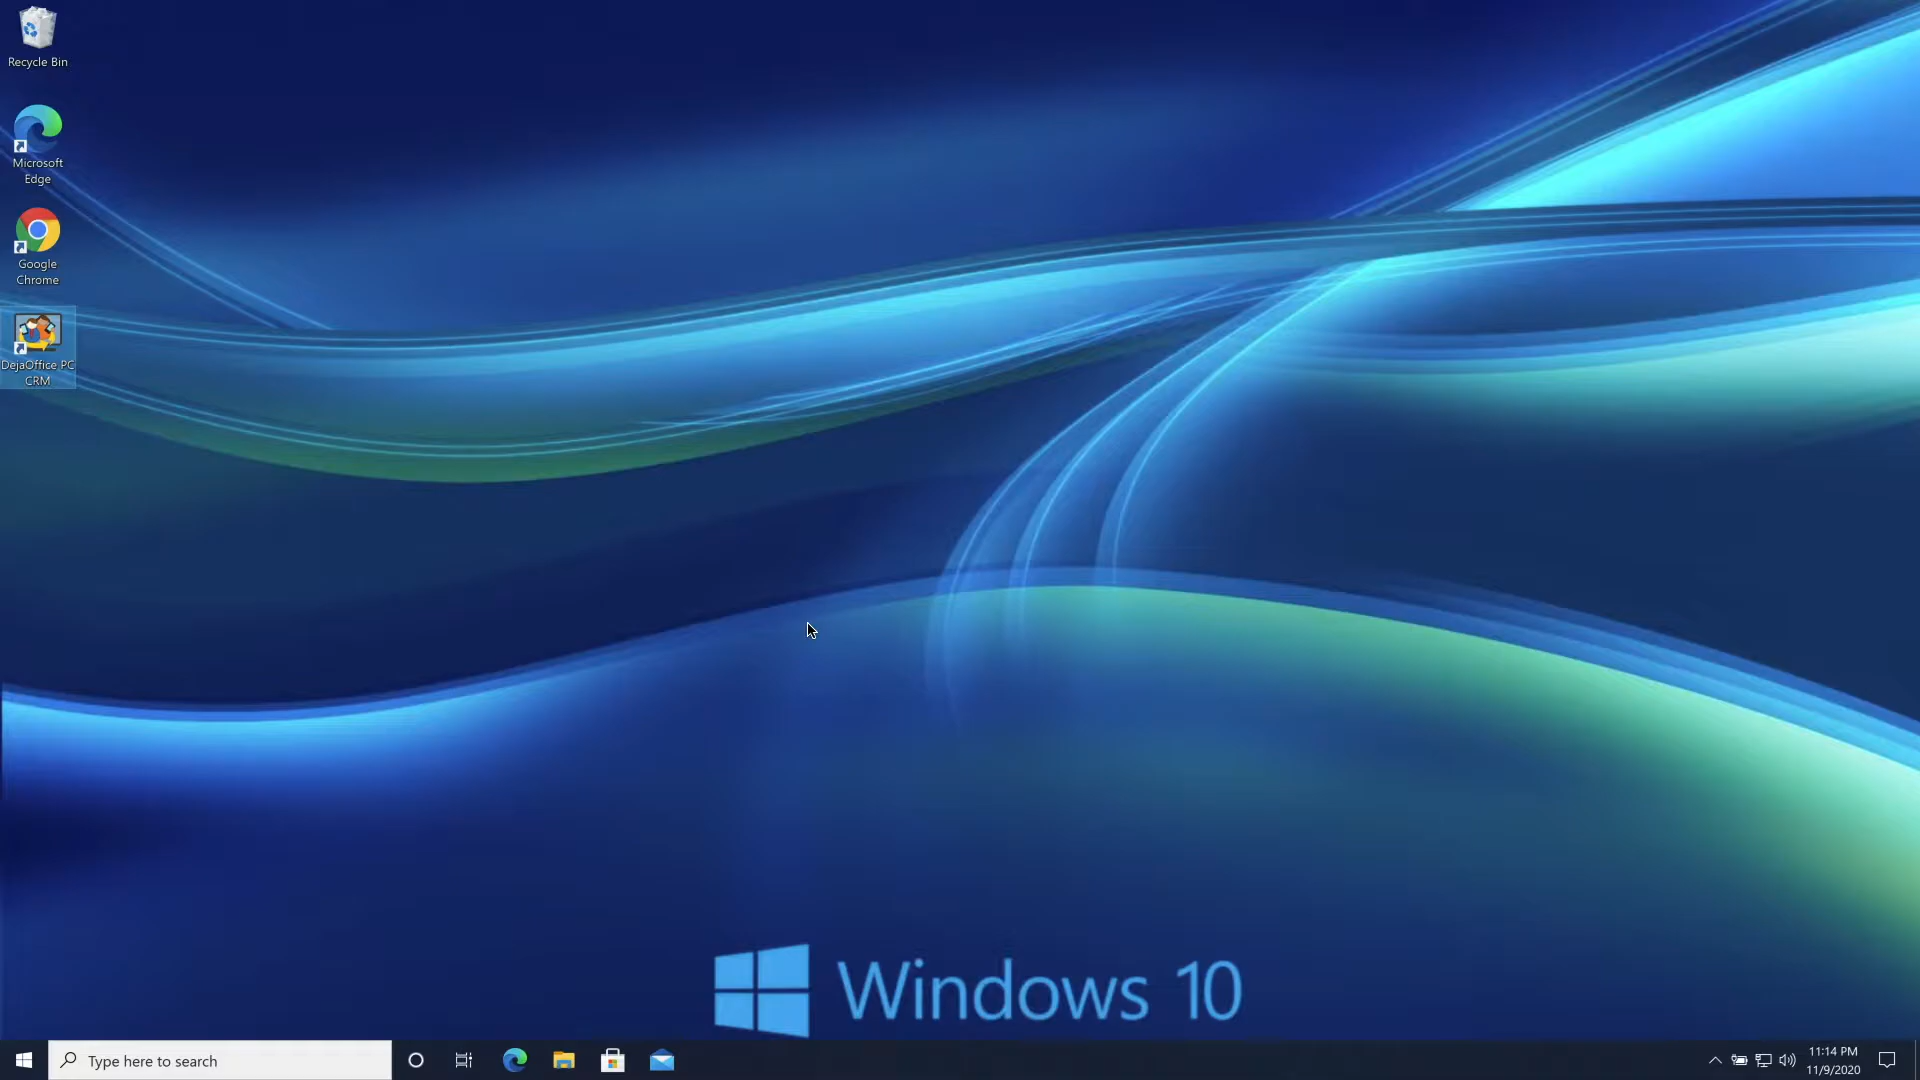 Recycle Bin
Microsoft
Edge
Google
Chrome
DejaOffice PC
CRM
Windows 10
Type here to search
11:14 PM
11/9/2020